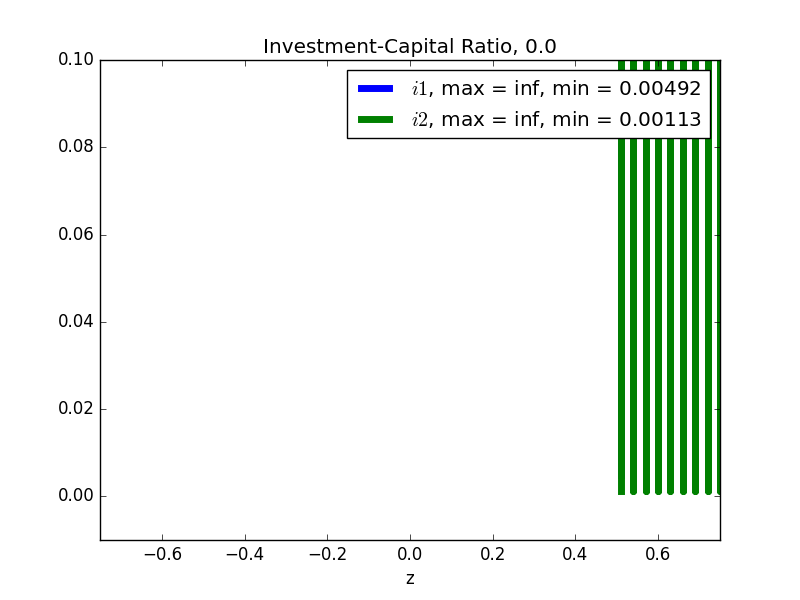 Investment-Capital Ratio, 0.0
0.10
i1, max = inf, min = 0.00492
i2, max = inf, min = 0.00113
0.08
0.06
0.04
0.02
0.00
−0.6 −0.4 −0.2 0.0 0.2 0.4 0.6
z